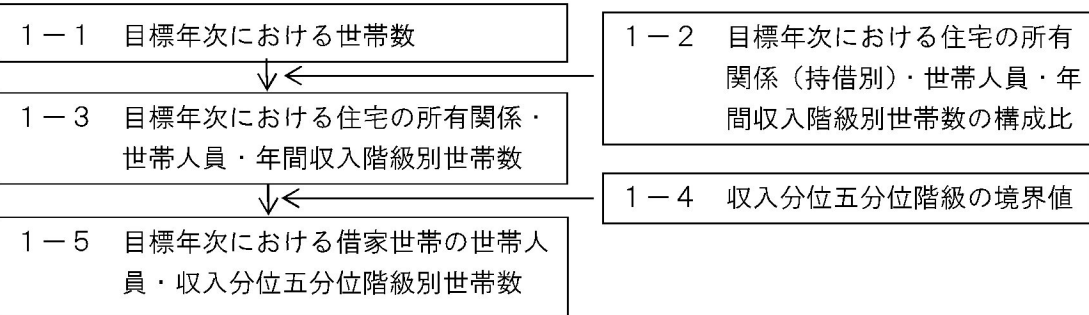 1－1 目標年次における世帯数
1－2 目標年次における住宅の所有
関係（持借別）・世帯人員・年
間収入階級別世帯数の構成比
1－3 目標年次における住宅の所有関係・
世帯人員・年間収入階級別世帯数
1－4 収入分位五分位階級の境界値
1－5 目標年次における借家世帯の世帯人
員・収入分位五分位階級別世帯数